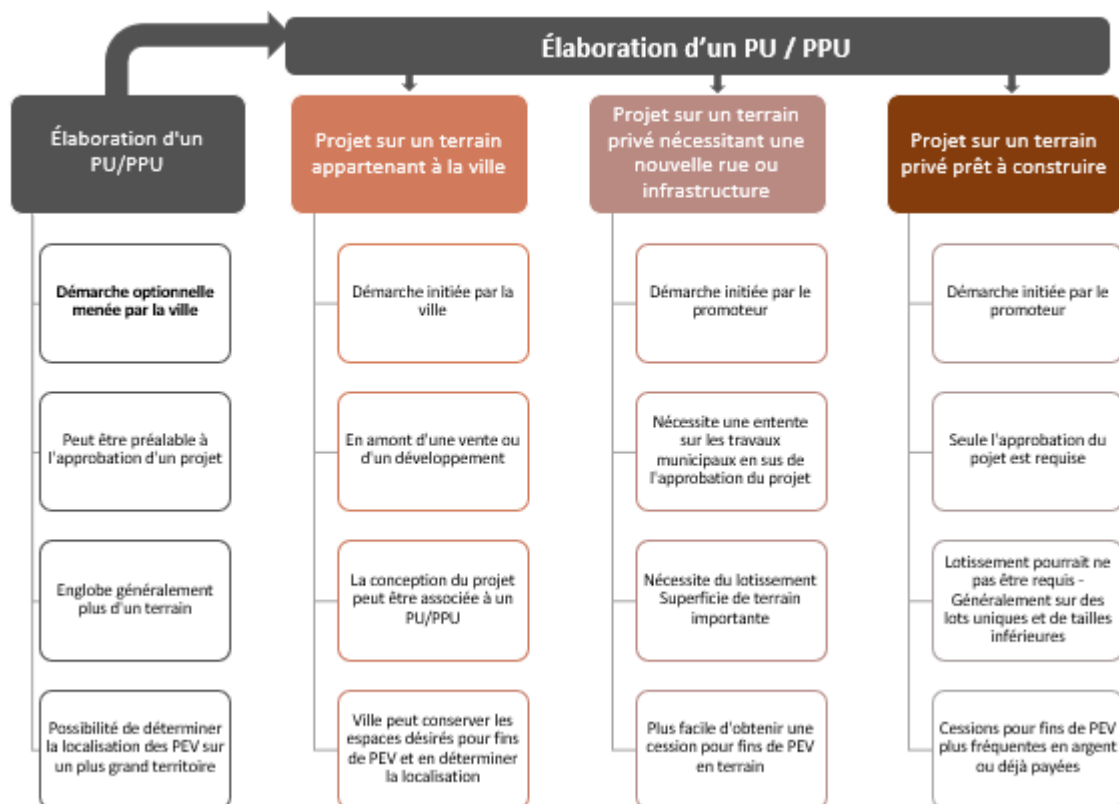 Élaboration d'un PU / PPU
Élaboration d'un
PU/PPU
Démarche optionnelle
menée par la ville
Peut être préalable à
l'approbation d'un projet
Englobe généralement
plus d'un terrain
Possibilité de déterminer
la localisation des PEV sur
un plus grand territoire
Projet sur un terrain
appartenant à la ville
Démarche initiée par la
ville
En amont d'une vente ou
d'un développement
La conception du projet
peut être associée à un
PU/PPU
Ville peut conserver les
espaces désirés pour fins
de PEV et en déterminer
la localisation
Projet sur un terrain
privé nécessitant une
nouvelle rue ou
infrastructure
Démarche initiée par le
promoteur
Nécessite une entente
sur les travaux
municipaux en sus de
l'approbation du projet
Nécessite du lotissement
Superficie de terrain
importante
Plus facile d'obtenir une
cession pour fins de PEV
en terrain
Projet sur un terrain
privé prêt à construire
Démarche initiée par le
promoteur
Seule l'approbation du
pojet est requise
Lotissement pourrait ne
pas être requis -
Généralement sur des
lots uniques et de tailles
inférieures
Cessions pour fins de PEV
plus fréquentes en argent
ou déjà payées